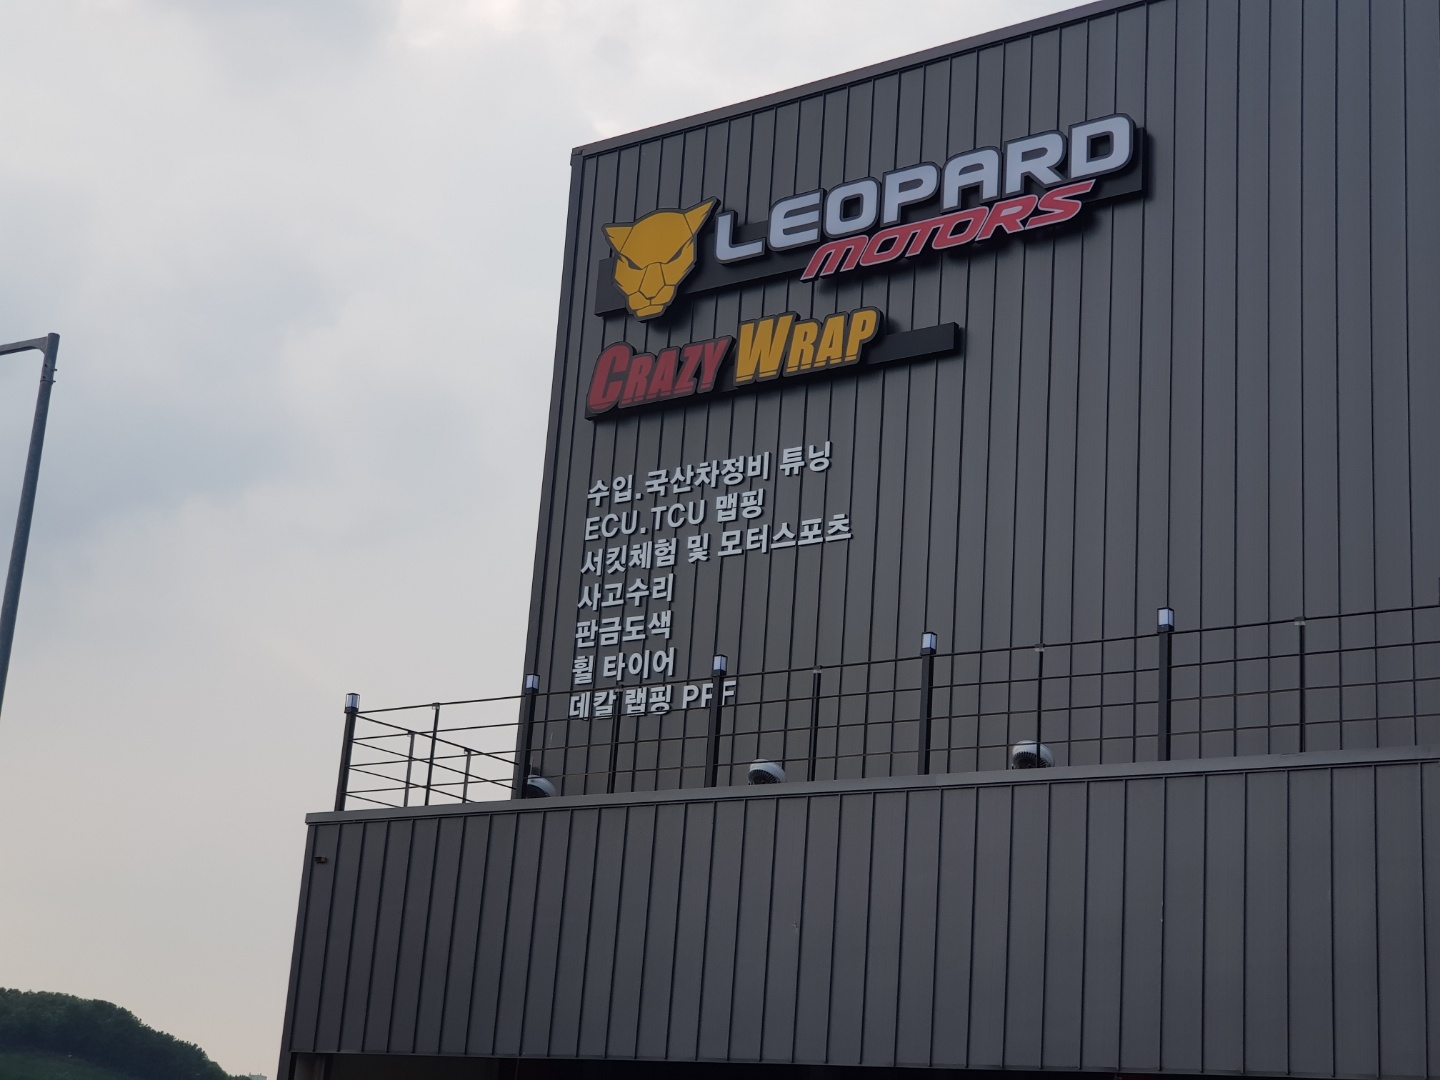 LEOPARD
MOTORS
CRAZY WRAP
수입.국산차정비 튜닝
ECU.TCU 맵핑
서킷체험 및 모터스포츠
사고수리
판금도색
휠 타이어
데칼 랩핑 PPF